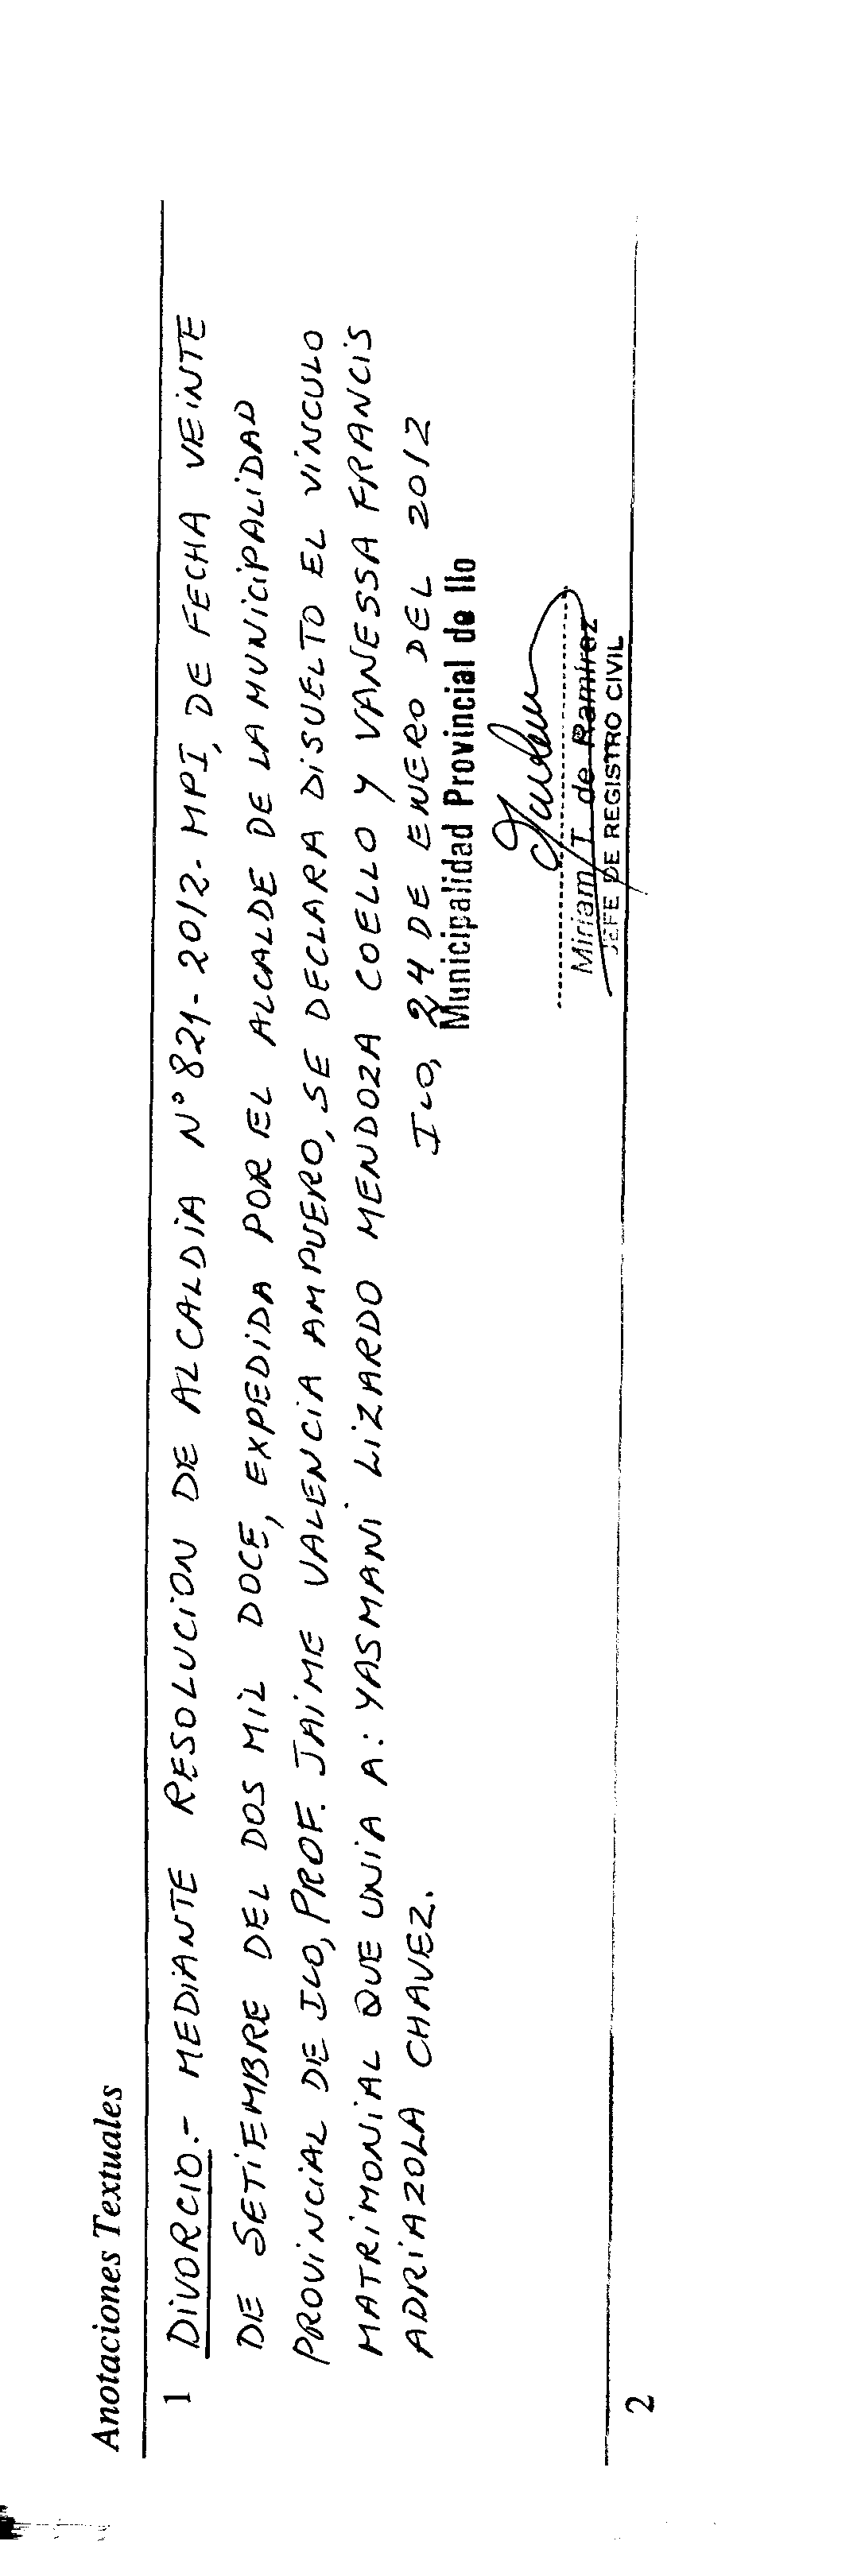 Anotaciones Textuales
1 DIVORCIO.- MEDIANTE RESOLUCION DE ALCALDIA N° 821-2012-MPI, DE FECHA VEINTE
DE SETIEMBRE DEL DOS MIL DOCE, EXPEDIDA POR EL ALCALDE DE LA MUNICIPALIDAD
PROVINCIAL DE ILO, PROF. JAIME VALENCIA AMPUERO, SE DECLARA DISUELTO EL VINCULO
MATRIMONIAL QUE UNIA A: YASMANI LIZARDO MENDOZA COELLO Y VANESSA FRANCIS
ADRIAZOLA CHAVEZ.
ILO, 24 DE ENERO DEL 2012
Municipalidad Provincial de Ilo
Miriam T. de Ramírez
JEFE DE REGISTRO CIVIL
2